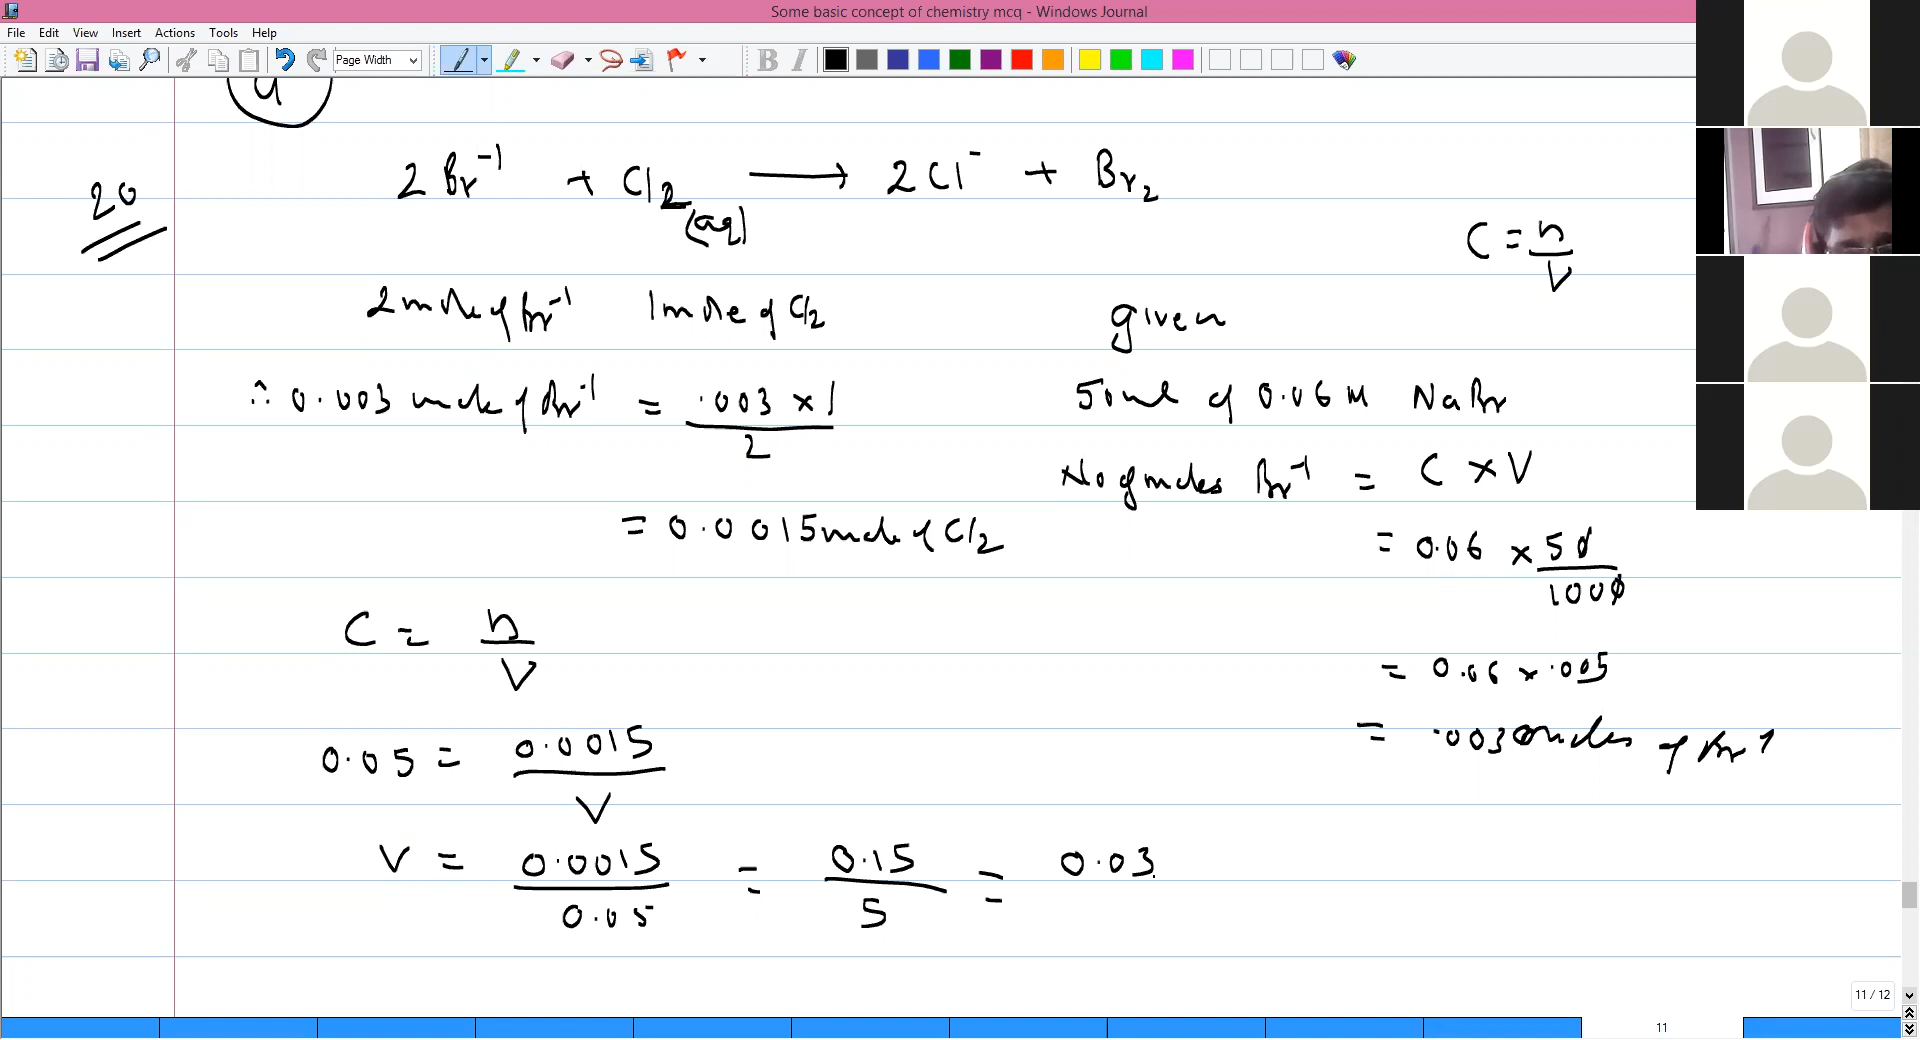 Some basic concept of chemistry mcq - Windows Journal
File Edit View Insert Actions Tools Help
Page Width
B I
20
2 Br⁻¹ + Cl₂ (aq) ⟶ 2Cl⁻ + Br₂
C = n/V
2 mole of Br⁻¹ 1 mole of Cl₂
given
∴ 0.003 mole of Br⁻¹ = .003 × 1 / 2
50ml of 0.06 M NaBr
No of moles Br⁻¹ = C × V
= 0.0015 mole of Cl₂
= 0.06 × 50/1000
C = n/V
= 0.06 × .005
= .003 moles of Br⁻¹
0.05 = 0.0015/V
V = 0.0015/0.05 = 0.15/5 = 0.03
11 / 12
11